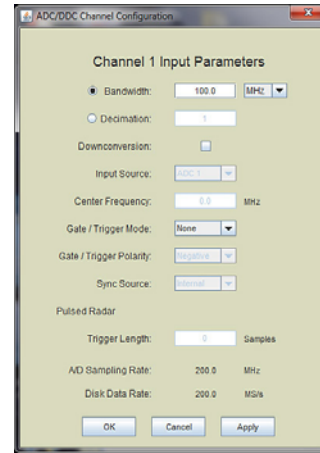 ADC/DDC Channel Configuration
Channel 1 Input Parameters
Bandwidth: 100.0 MHz
Decimation: 1
Downconversion:
Input Source: ADC 1
Center Frequency: 0.0 MHz
Gate / Trigger Mode: None
Gate / Trigger Polarity: Negative
Sync Source: Internal
Pulsed Radar
Trigger Length: 0 Samples
A/D Sampling Rate: 200.0 MHz
Disk Data Rate: 200.0 MS/s
OK Cancel Apply